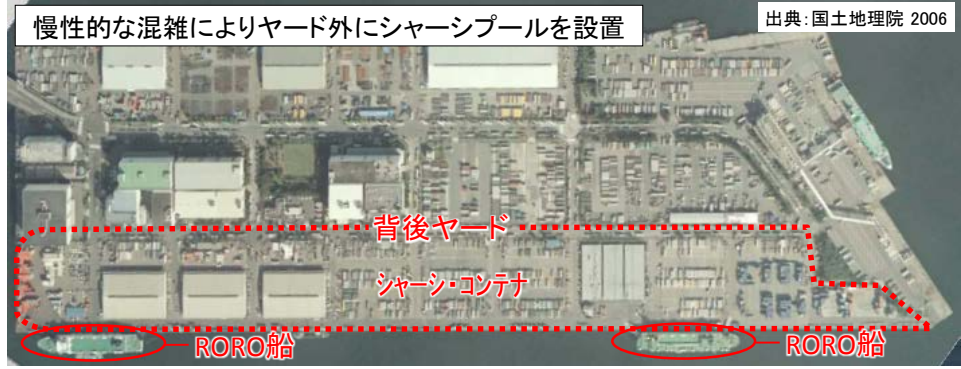 慢性的な混雑によりヤード外にシャーシプールを設置
出典:国土地理院 2006
背後ヤード
シャーシ・コンテナ
RORO船
RORO船